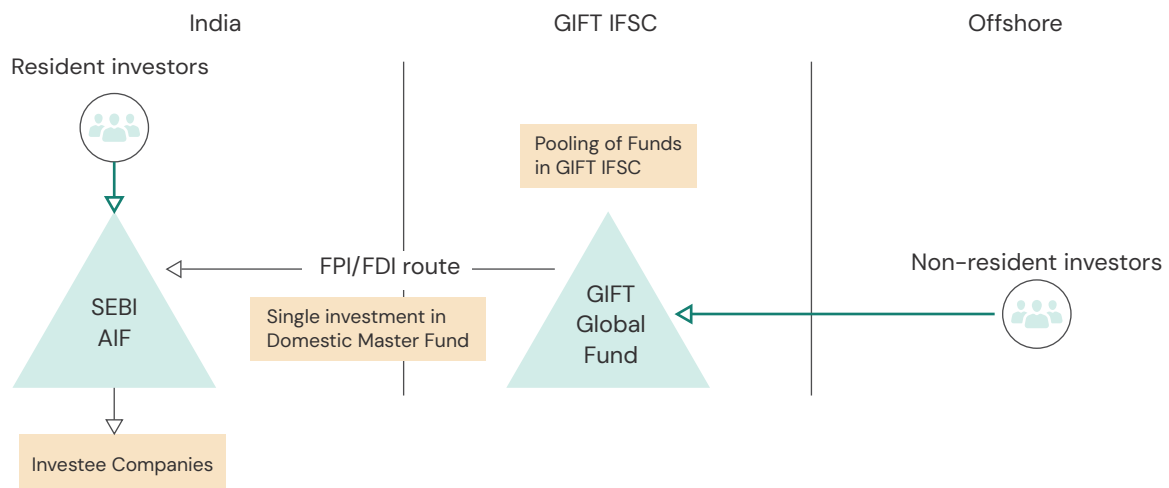 India
GIFT IFSC
Offshore
Resident investors
Pooling of Funds
in GIFT IFSC
FPI/FDI route
Non-resident investors
SEBI
AIF
Single investment in
Domestic Master Fund
GIFT
Global
Fund
Investee Companies